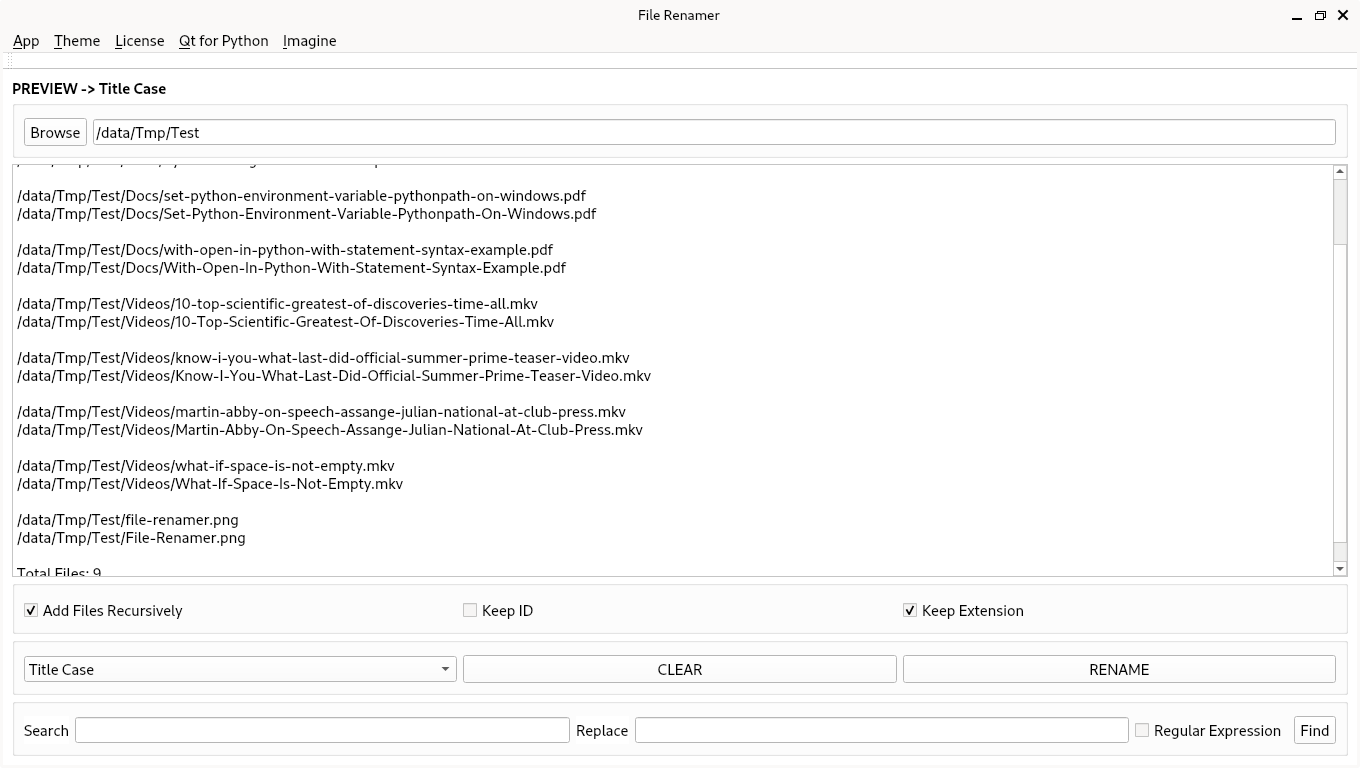 File Renamer
App Theme License Qt for Python Imagine
PREVIEW -> Title Case
Browse /data/Tmp/Test
/data/Tmp/Test/Docs/set-python-environment-variable-pythonpath-on-windows.pdf
/data/Tmp/Test/Docs/Set-Python-Environment-Variable-Pythonpath-On-Windows.pdf
/data/Tmp/Test/Docs/with-open-in-python-with-statement-syntax-example.pdf
/data/Tmp/Test/Docs/With-Open-In-Python-With-Statement-Syntax-Example.pdf
/data/Tmp/Test/Videos/10-top-scientific-greatest-of-discoveries-time-all.mkv
/data/Tmp/Test/Videos/10-Top-Scientific-Greatest-Of-Discoveries-Time-All.mkv
/data/Tmp/Test/Videos/know-i-you-what-last-did-official-summer-prime-teaser-video.mkv
/data/Tmp/Test/Videos/Know-I-You-What-Last-Did-Official-Summer-Prime-Teaser-Video.mkv
/data/Tmp/Test/Videos/martin-abby-on-speech-assange-julian-national-at-club-press.mkv
/data/Tmp/Test/Videos/Martin-Abby-On-Speech-Assange-Julian-National-At-Club-Press.mkv
/data/Tmp/Test/Videos/what-if-space-is-not-empty.mkv
/data/Tmp/Test/Videos/What-If-Space-Is-Not-Empty.mkv
/data/Tmp/Test/file-renamer.png
/data/Tmp/Test/File-Renamer.png
Total Files: 9
Add Files Recursively Keep ID Keep Extension
Title Case CLEAR RENAME
Search Replace Regular Expression Find